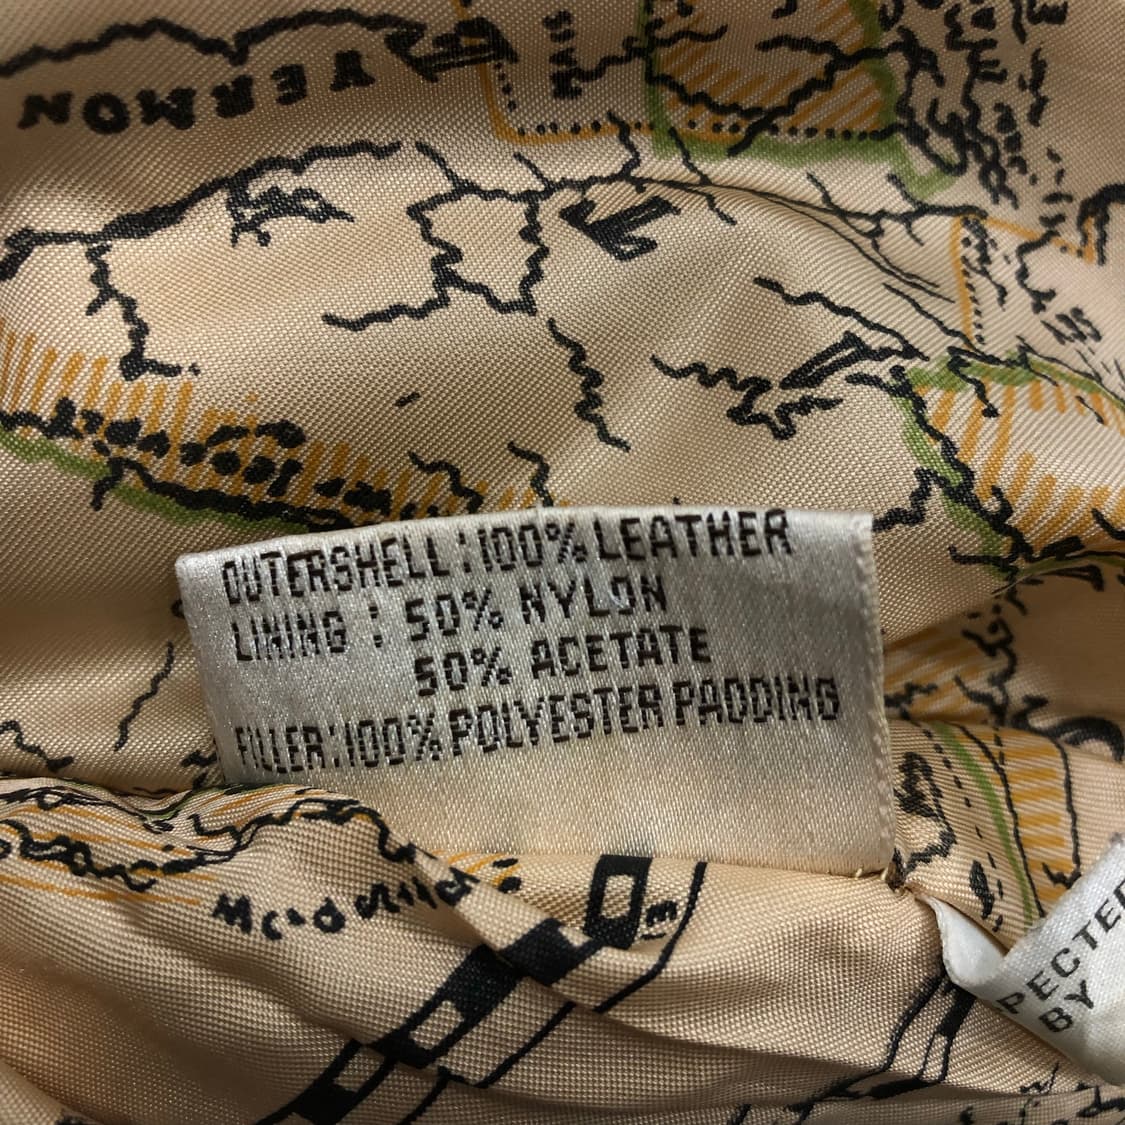 VERMON
OUTERSHELL : 100% LEATHER
LINING : 50% NYLON
50% ACETATE
FILLER : 100% POLYESTER PADDING
PECTED
BY